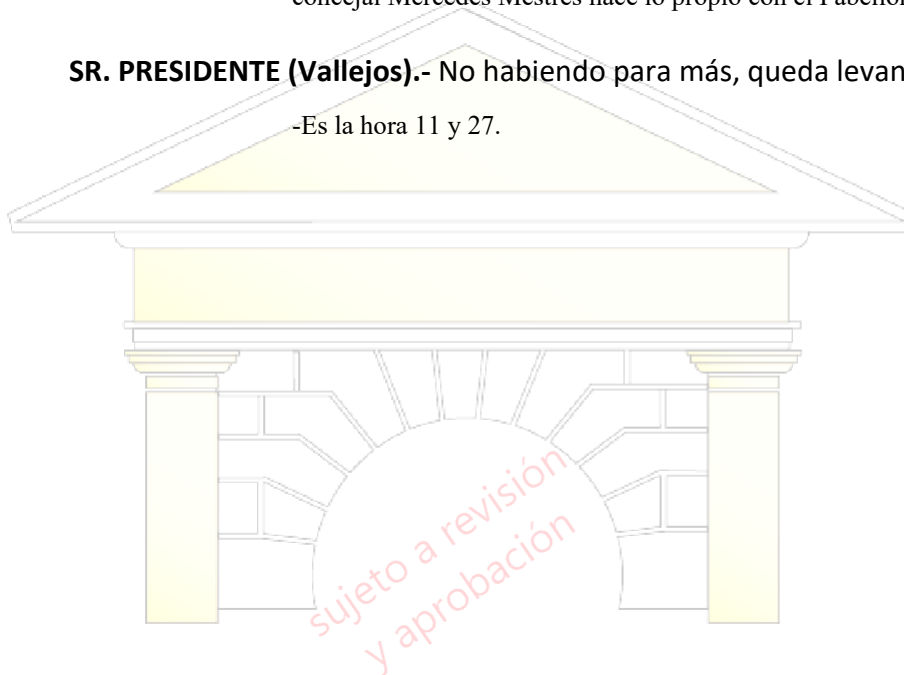 concejal Mercedes Mestres hace lo propio con el Pabellón
SR. PRESIDENTE (Vallejos).- No habiendo para más, queda levan
-Es la hora 11 y 27.
sujeto a revisión
y aprobación